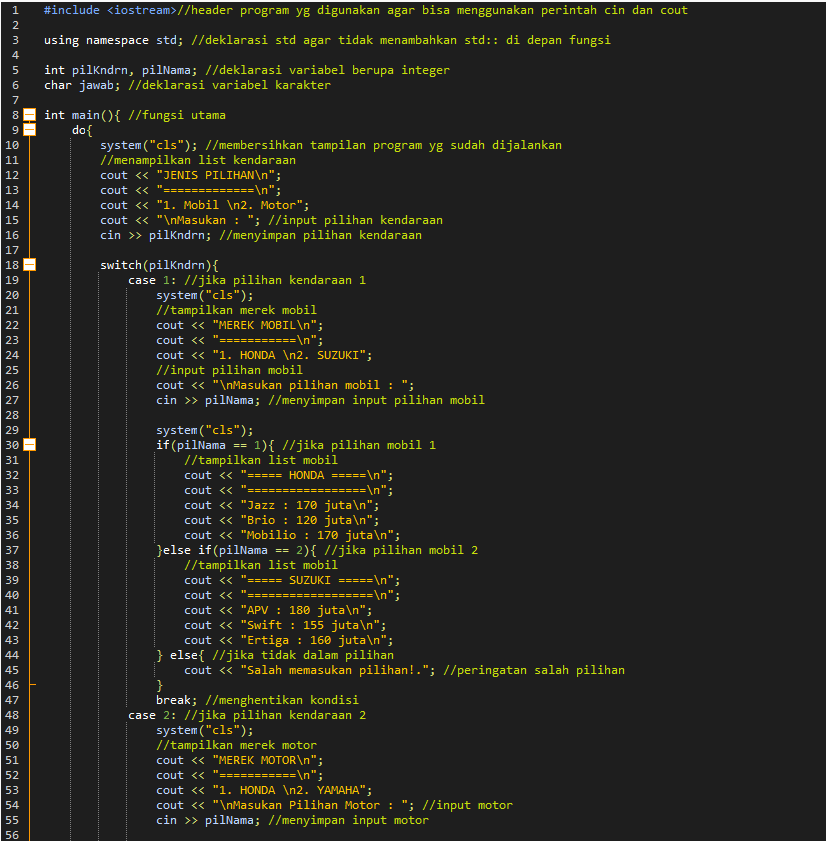 1 #include <iostream>//header program yg digunakan agar bisa menggunakan perintah cin dan cout
2
3 using namespace std; //deklarasi std agar tidak menambahkan std:: di depan fungsi
4
5 int pilKndrn, pilNama; //deklarasi variabel berupa integer
6 char jawab; //deklarasi variabel karakter
7
8 int main(){ //fungsi utama
9 do{
10 system("cls"); //membersihkan tampilan program yg sudah dijalankan
11 //menampilkan list kendaraan
12 cout << "JENIS PILIHAN\n";
13 cout << "=============\n";
14 cout << "1. Mobil \n2. Motor";
15 cout << "\nMasukan : "; //input pilihan kendaraan
16 cin >> pilKndrn; //menyimpan pilihan kendaraan
17
18 switch(pilKndrn){
19 case 1: //jika pilihan kendaraan 1
20 system("cls");
21 //tampilkan merek mobil
22 cout << "MEREK MOBIL\n";
23 cout << "===========\n";
24 cout << "1. HONDA \n2. SUZUKI";
25 //input pilihan mobil
26 cout << "\nMasukan pilihan mobil : ";
27 cin >> pilNama; //menyimpan input pilihan mobil
28
29 system("cls");
30 if(pilNama == 1){ //jika pilihan mobil 1
31 //tampilkan list mobil
32 cout << "===== HONDA =====\n";
33 cout << "=================\n";
34 cout << "Jazz : 170 juta\n";
35 cout << "Brio : 120 juta\n";
36 cout << "Mobilio : 170 juta\n";
37 }else if(pilNama == 2){ //jika pilihan mobil 2
38 //tampilkan list mobil
39 cout << "===== SUZUKI =====\n";
40 cout << "==================\n";
41 cout << "APV : 180 juta\n";
42 cout << "Swift : 155 juta\n";
43 cout << "Ertiga : 160 juta\n";
44 } else{ //jika tidak dalam pilihan
45 cout << "Salah memasukan pilihan!."; //peringatan salah pilihan
46 }
47 break; //menghentikan kondisi
48 case 2: //jika pilihan kendaraan 2
49 system("cls");
50 //tampilkan merek motor
51 cout << "MEREK MOTOR\n";
52 cout << "===========\n";
53 cout << "1. HONDA \n2. YAMAHA";
54 cout << "\nMasukan Pilihan Motor : "; //input motor
55 cin >> pilNama; //menyimpan input motor
56